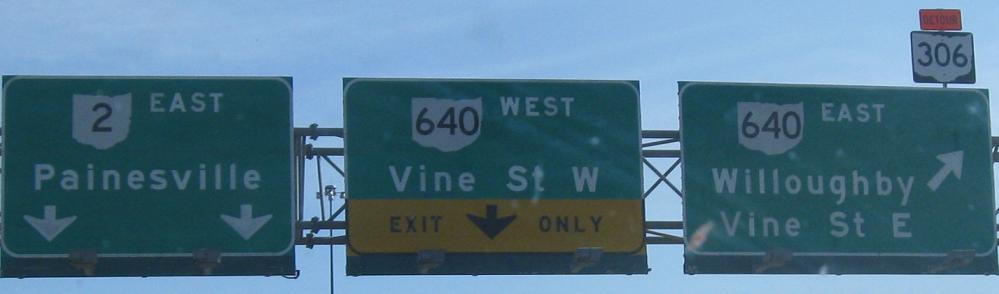 2 EAST
Painesville
640 WEST
Vine St W
EXIT ONLY
DETOUR
306
640 EAST
Willoughby
Vine St E